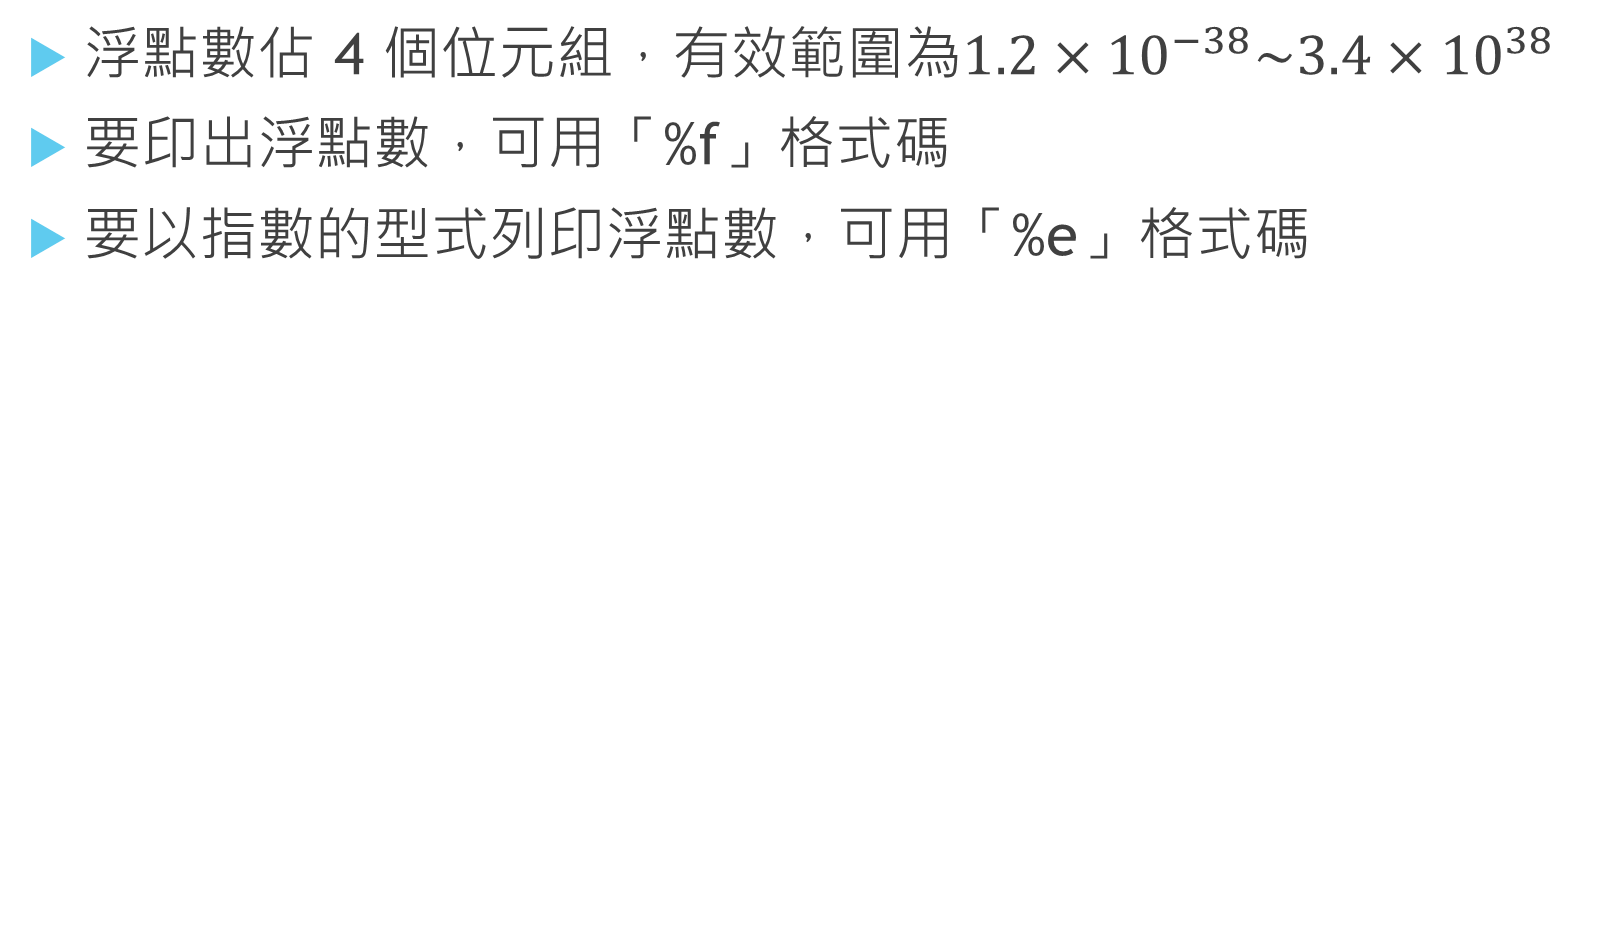 浮點數佔 4 個位元組，有效範圍為1.2 × 10⁻³⁸~3.4 × 10³⁸
要印出浮點數，可用「%f」格式碼
要以指數的型式列印浮點數，可用「%e」格式碼